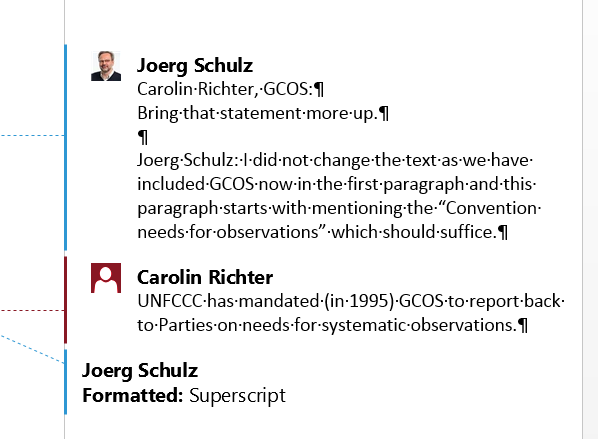 Joerg Schulz
Carolin·Richter,·GCOS:¶
Bring·that·statement·more·up.¶
¶
Joerg·Schulz:·I·did·not·change·the·text·as·we·have·
included·GCOS·now·in·the·first·paragraph·and·this·
paragraph·starts·with·mentioning·the·“Convention·
needs·for·observations”·which·should·suffice.¶
Carolin Richter
UNFCCC·has·mandated·(in·1995)·GCOS·to·report·back·
to·Parties·on·needs·for·systematic·observations.¶
Joerg Schulz
Formatted: Superscript